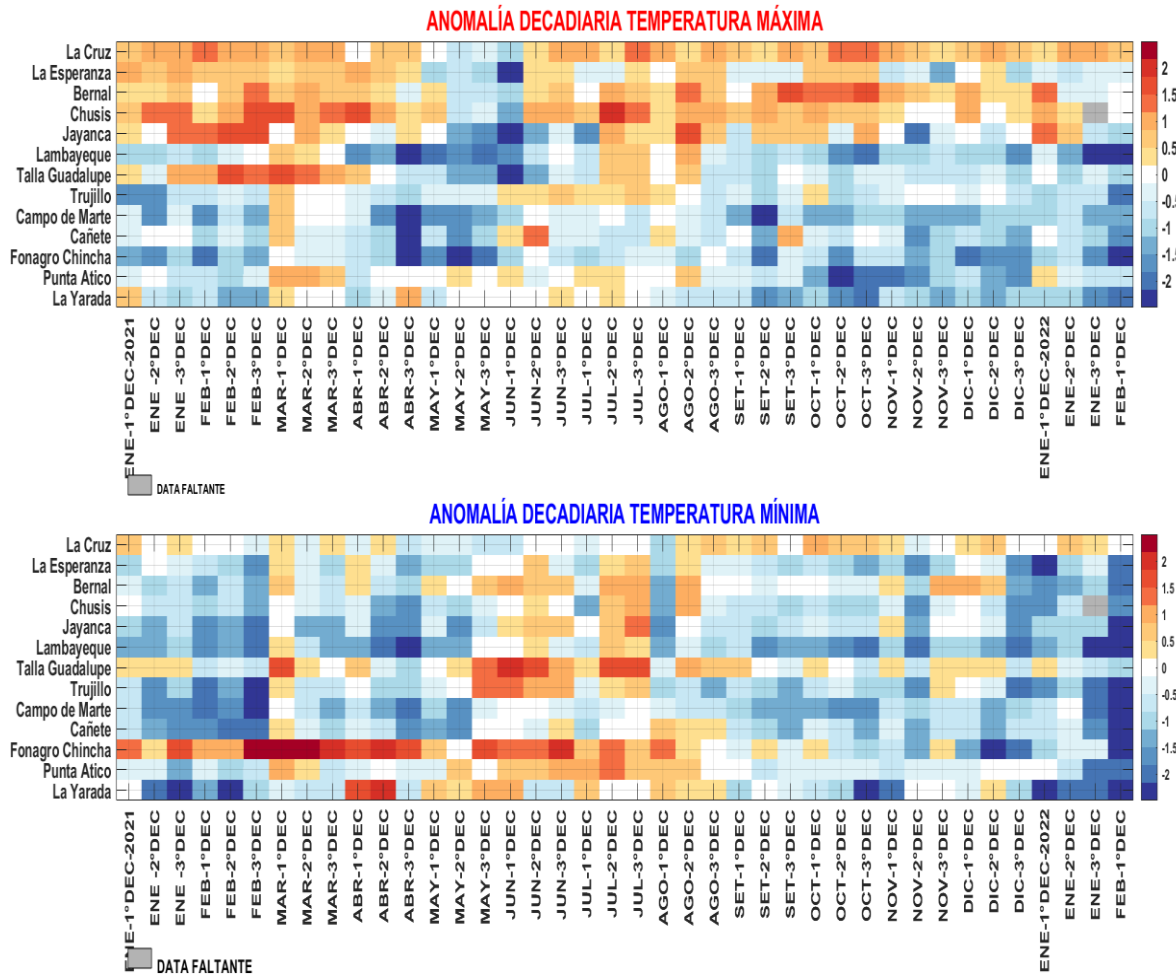 ANOMALÍA DECADIARIA TEMPERATURA MÁXIMA
La Cruz
La Esperanza
Bernal
Chusis
Jayanca
Lambayeque
Talla Guadalupe
Trujillo
Campo de Marte
Cañete
Fonagro Chincha
Punta Atico
La Yarada
2
1.5
1
0.5
0
-0.5
-1
-1.5
-2
ENE-1°DEC-2021
ENE -2°DEC
ENE -3°DEC
FEB-1°DEC
FEB-2°DEC
FEB-3°DEC
MAR-1°DEC
MAR-2°DEC
MAR-3°DEC
ABR-1°DEC
ABR-2°DEC
ABR-3°DEC
MAY-1°DEC
MAY-2°DEC
MAY-3°DEC
JUN-1°DEC
JUN-2°DEC
JUN-3°DEC
JUL-1°DEC
JUL-2°DEC
JUL-3°DEC
AGO-1°DEC
AGO-2°DEC
AGO-3°DEC
SET-1°DEC
SET-2°DEC
SET-3°DEC
OCT-1°DEC
OCT-2°DEC
OCT-3°DEC
NOV-1°DEC
NOV-2°DEC
NOV-3°DEC
DIC-1°DEC
DIC-2°DEC
DIC-3°DEC
ENE-1°DEC-2022
ENE-2°DEC
ENE-3°DEC
FEB-1°DEC
DATA FALTANTE
ANOMALÍA DECADIARIA TEMPERATURA MÍNIMA
La Cruz
La Esperanza
Bernal
Chusis
Jayanca
Lambayeque
Talla Guadalupe
Trujillo
Campo de Marte
Cañete
Fonagro Chincha
Punta Atico
La Yarada
2
1.5
1
0.5
0
-0.5
-1
-1.5
-2
ENE-1°DEC-2021
ENE -2°DEC
ENE -3°DEC
FEB-1°DEC
FEB-2°DEC
FEB-3°DEC
MAR-1°DEC
MAR-2°DEC
MAR-3°DEC
ABR-1°DEC
ABR-2°DEC
ABR-3°DEC
MAY-1°DEC
MAY-2°DEC
MAY-3°DEC
JUN-1°DEC
JUN-2°DEC
JUN-3°DEC
JUL-1°DEC
JUL-2°DEC
JUL-3°DEC
AGO-1°DEC
AGO-2°DEC
AGO-3°DEC
SET-1°DEC
SET-2°DEC
SET-3°DEC
OCT-1°DEC
OCT-2°DEC
OCT-3°DEC
NOV-1°DEC
NOV-2°DEC
NOV-3°DEC
DIC-1°DEC
DIC-2°DEC
DIC-3°DEC
ENE-1°DEC-2022
ENE-2°DEC
ENE-3°DEC
FEB-1°DEC
DATA FALTANTE